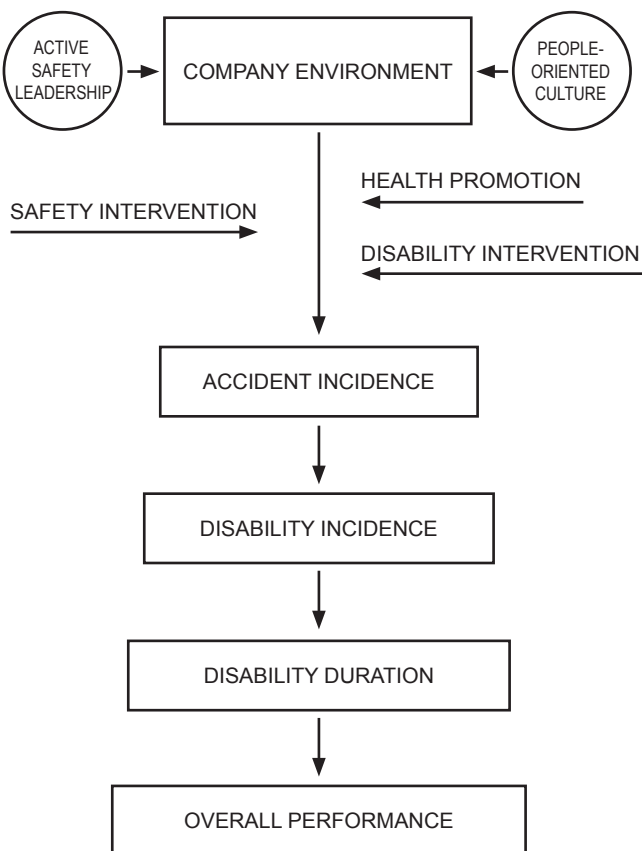 ACTIVE
SAFETY
LEADERSHIP
COMPANY ENVIRONMENT
PEOPLE-
ORIENTED
CULTURE
HEALTH PROMOTION
SAFETY INTERVENTION
DISABILITY INTERVENTION
ACCIDENT INCIDENCE
DISABILITY INCIDENCE
DISABILITY DURATION
OVERALL PERFORMANCE